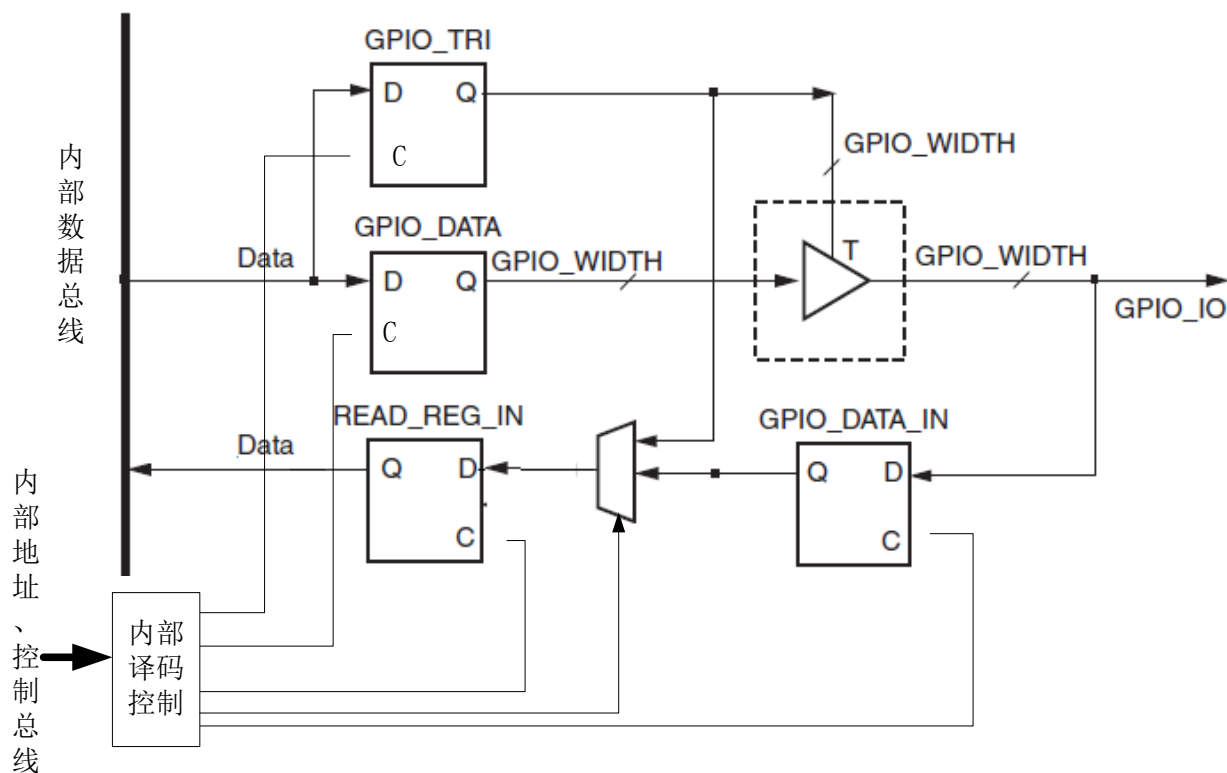 GPIO_TRI
D Q
C
GPIO_WIDTH
内部数据总线
GPIO_DATA
Data
D Q
C
GPIO_WIDTH
T
GPIO_WIDTH
GPIO_IO
READ_REG_IN
Data
Q D
C
GPIO_DATA_IN
Q D
C
内部地址、控制总线
内部
译码
控制